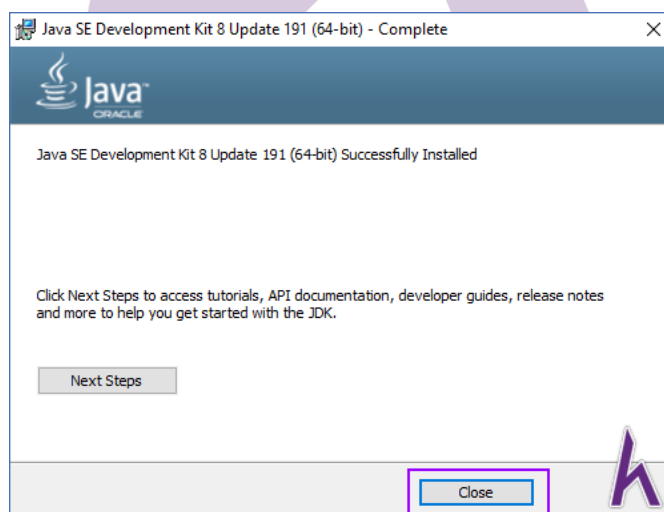 Java SE Development Kit 8 Update 191 (64-bit) - Complete
Java™
ORACLE
Java SE Development Kit 8 Update 191 (64-bit) Successfully Installed
Click Next Steps to access tutorials, API documentation, developer guides, release notes
and more to help you get started with the JDK.
Next Steps
Close